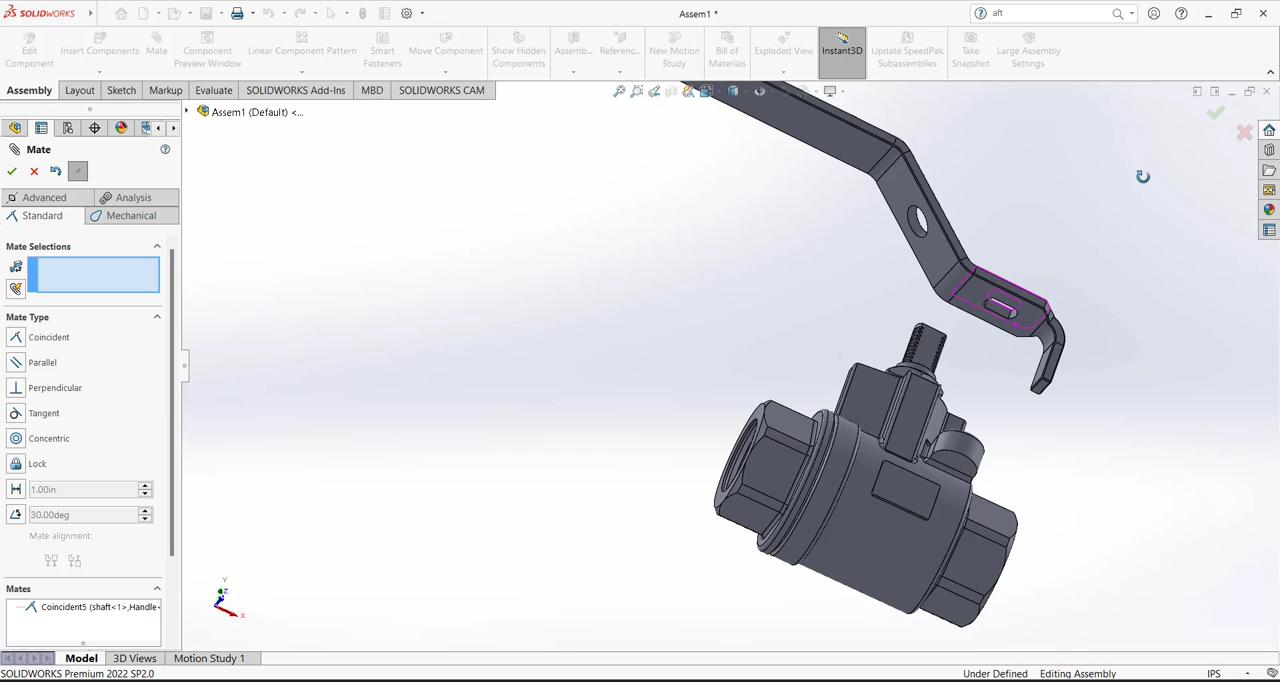 SOLIDWORKS
Assem1 *
aft
Edit Component
Insert Components
Mate
Component Preview Window
Linear Component Pattern
Smart Fasteners
Move Component
Show Hidden Components
Assemb...
Referenc...
New Motion Study
Bill of Materials
Exploded View
Instant3D
Update SpeedPak Subassemblies
Take Snapshot
Large Assembly Settings
Assembly
Layout
Sketch
Markup
Evaluate
SOLIDWORKS Add-Ins
MBD
SOLIDWORKS CAM
Assem1 (Default) <...
Mate
Advanced
Analysis
Standard
Mechanical
Mate Selections
Mate Type
Coincident
Parallel
Perpendicular
Tangent
Concentric
Lock
1.00in
30.00deg
Mate alignment:
Mates
Coincident5 (shaft<1>,Handle<
Y
Z
X
Model
3D Views
Motion Study 1
SOLIDWORKS Premium 2022 SP2.0
Under Defined
Editing Assembly
IPS